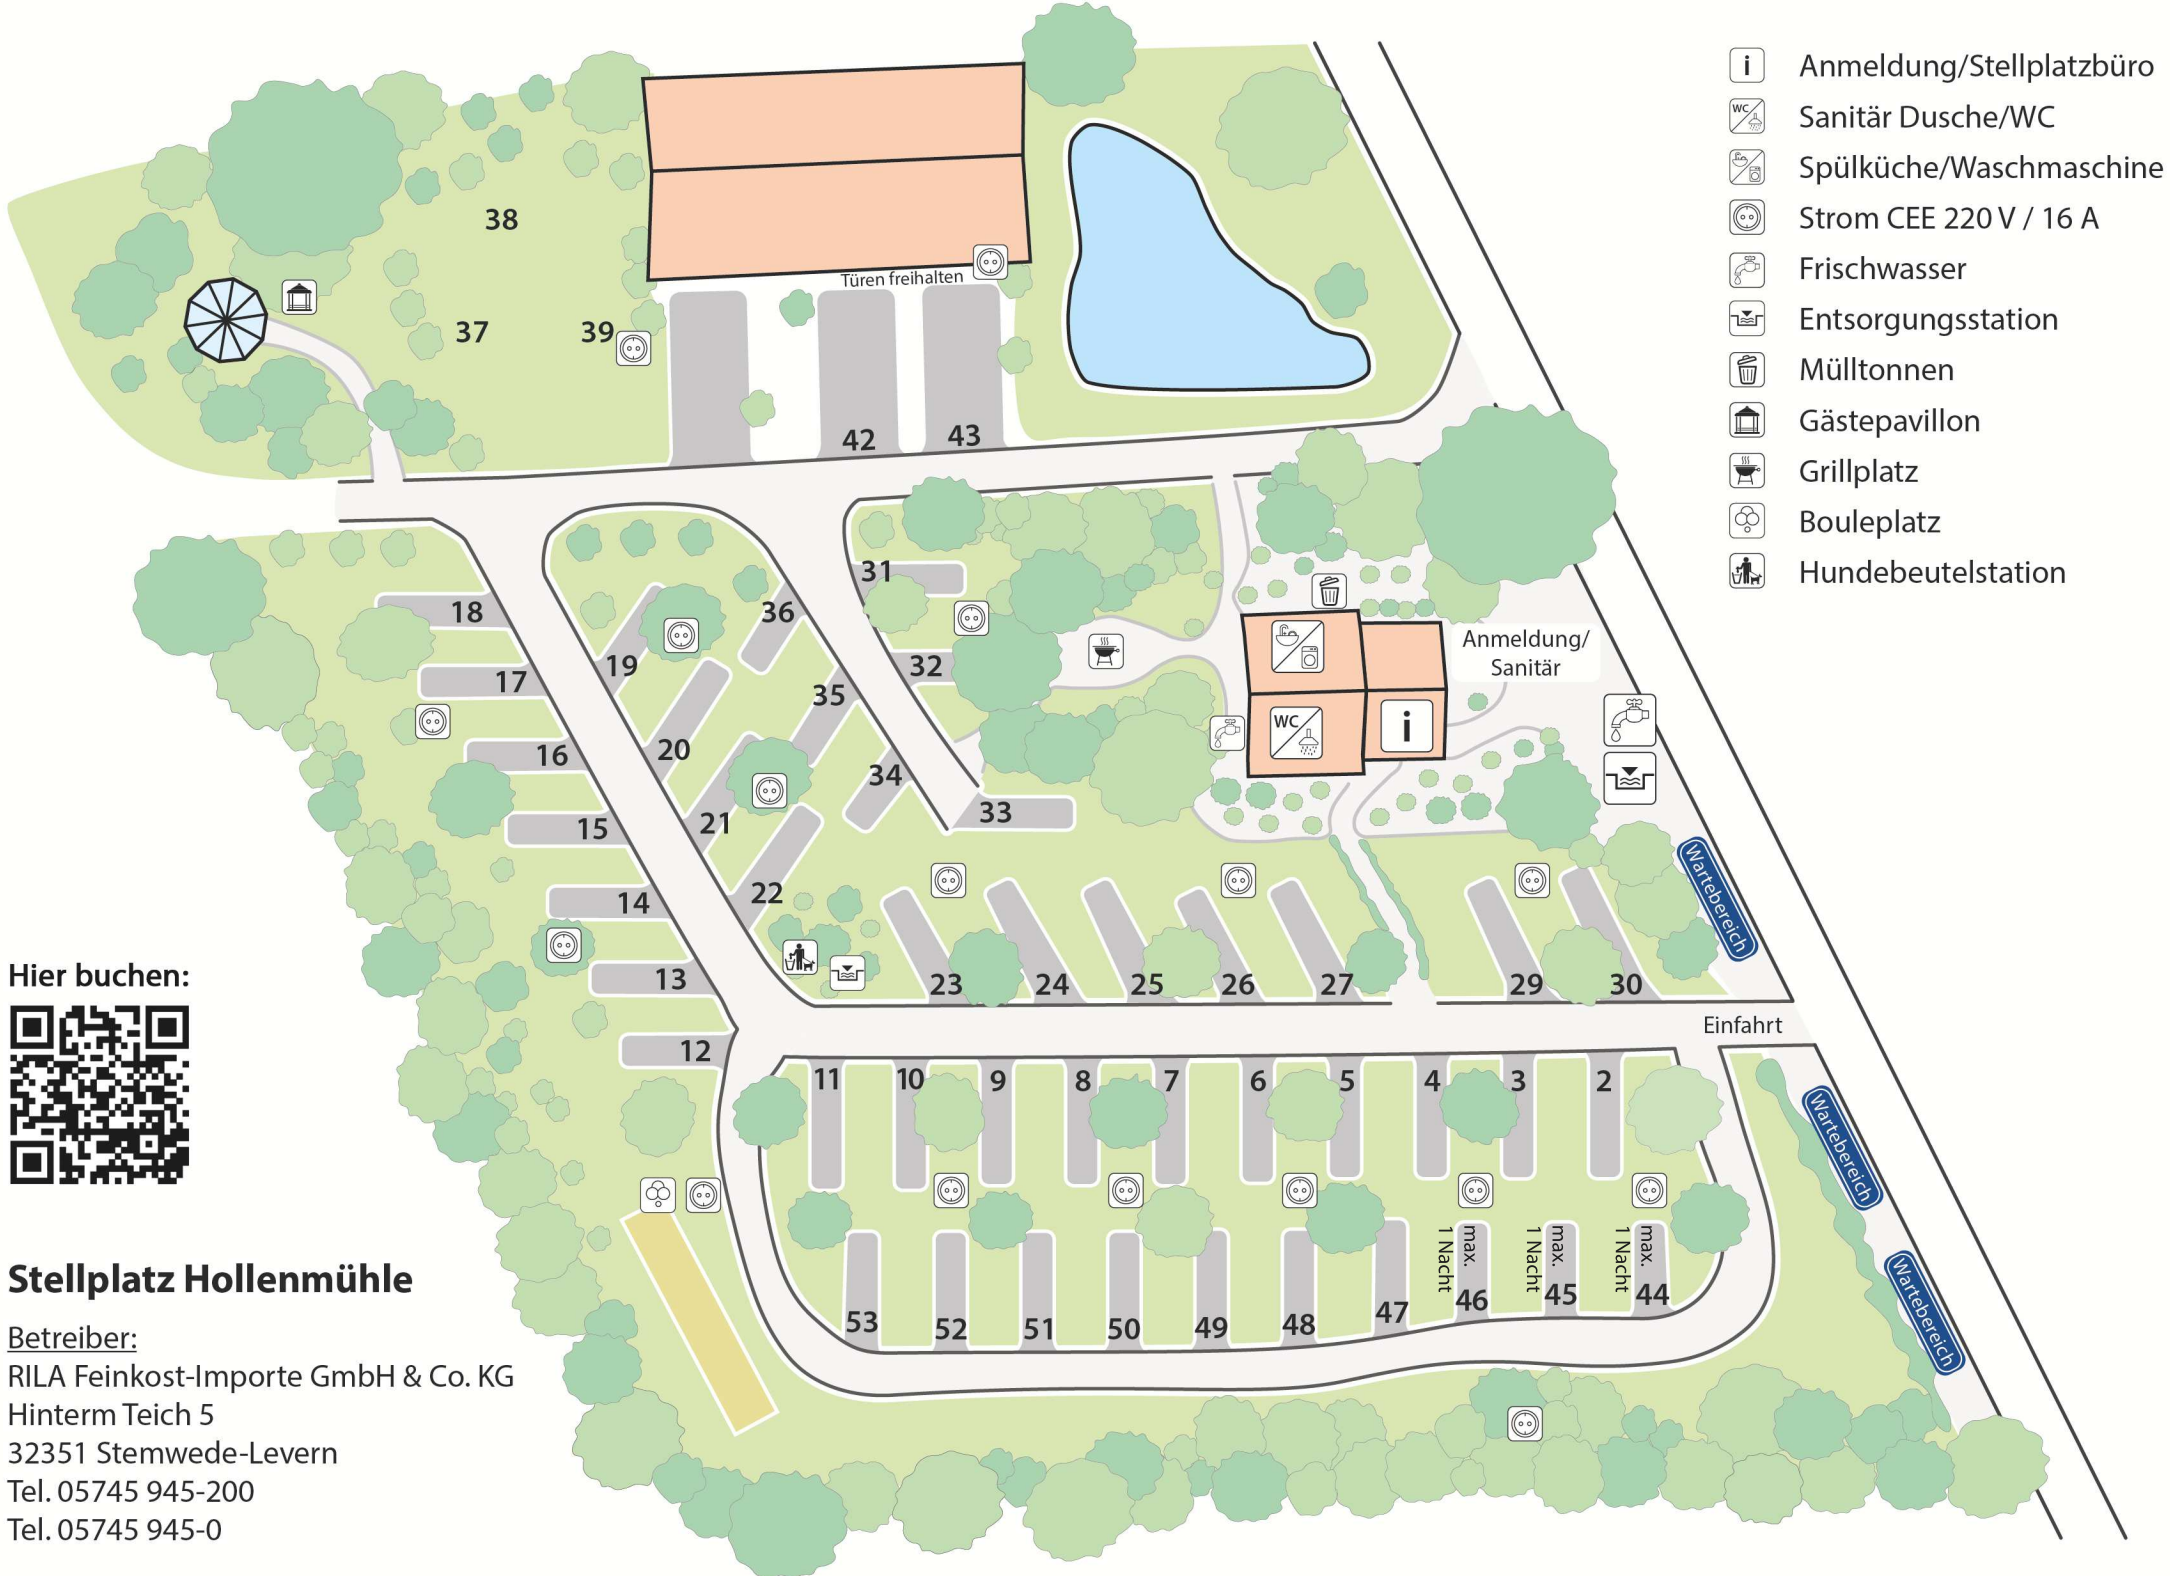 Anmeldung/Stellplatzbüro
Sanitär Dusche/WC
Spülküche/Waschmaschine
Strom CEE 220 V / 16 A
Frischwasser
Entsorgungsstation
Mülltonnen
Gästepavillon
Grillplatz
Bouleplatz
Hundebeutelstation
i
WC
38
Türen freihalten
37
39
42
43
31
18
36
19
32
17
35
20
16
34
21
33
15
22
14
13
12
Anmeldung/
Sanitär
WC
i
23
24
25
26
27
29
30
Wartebereich
Einfahrt
11
10
9
8
7
6
5
4
3
2
Wartebereich
Wartebereich
53
52
51
50
49
48
47
max.
1 Nacht
46
max.
1 Nacht
45
max.
1 Nacht
44
Hier buchen:
Stellplatz Hollenmühle
Betreiber:
RILA Feinkost-Importe GmbH & Co. KG
Hinterm Teich 5
32351 Stemwede-Levern
Tel. 05745 945-200
Tel. 05745 945-0